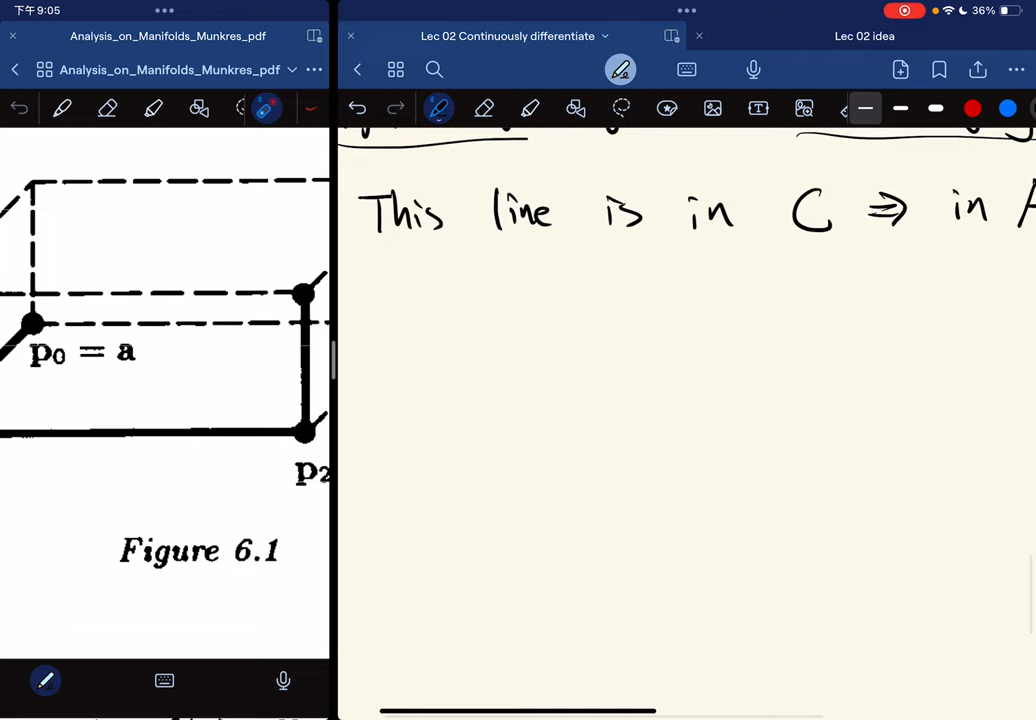 下午9:05
36%
Analysis_on_Manifolds_Munkres_pdf
Lec 02 Continuously differentiate
Lec 02 idea
Analysis_on_Manifolds_Munkres_pdf
This line is in C ⇒ in A
p₀ = a
p₂
Figure 6.1